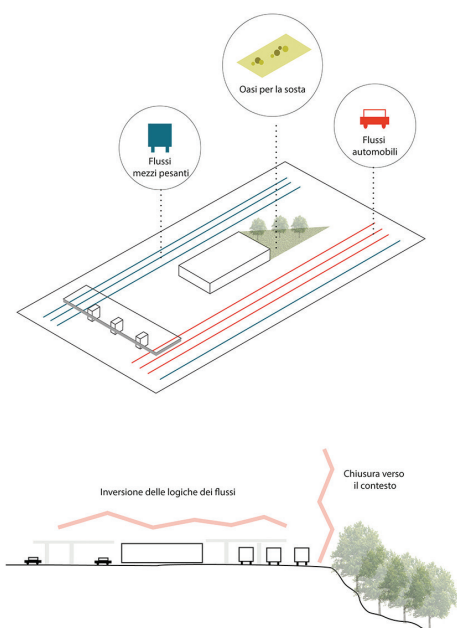 Oasi per la sosta
Flussi
mezzi pesanti
Flussi
automobili
Inversione delle logiche dei flussi
Chiusura verso
il contesto